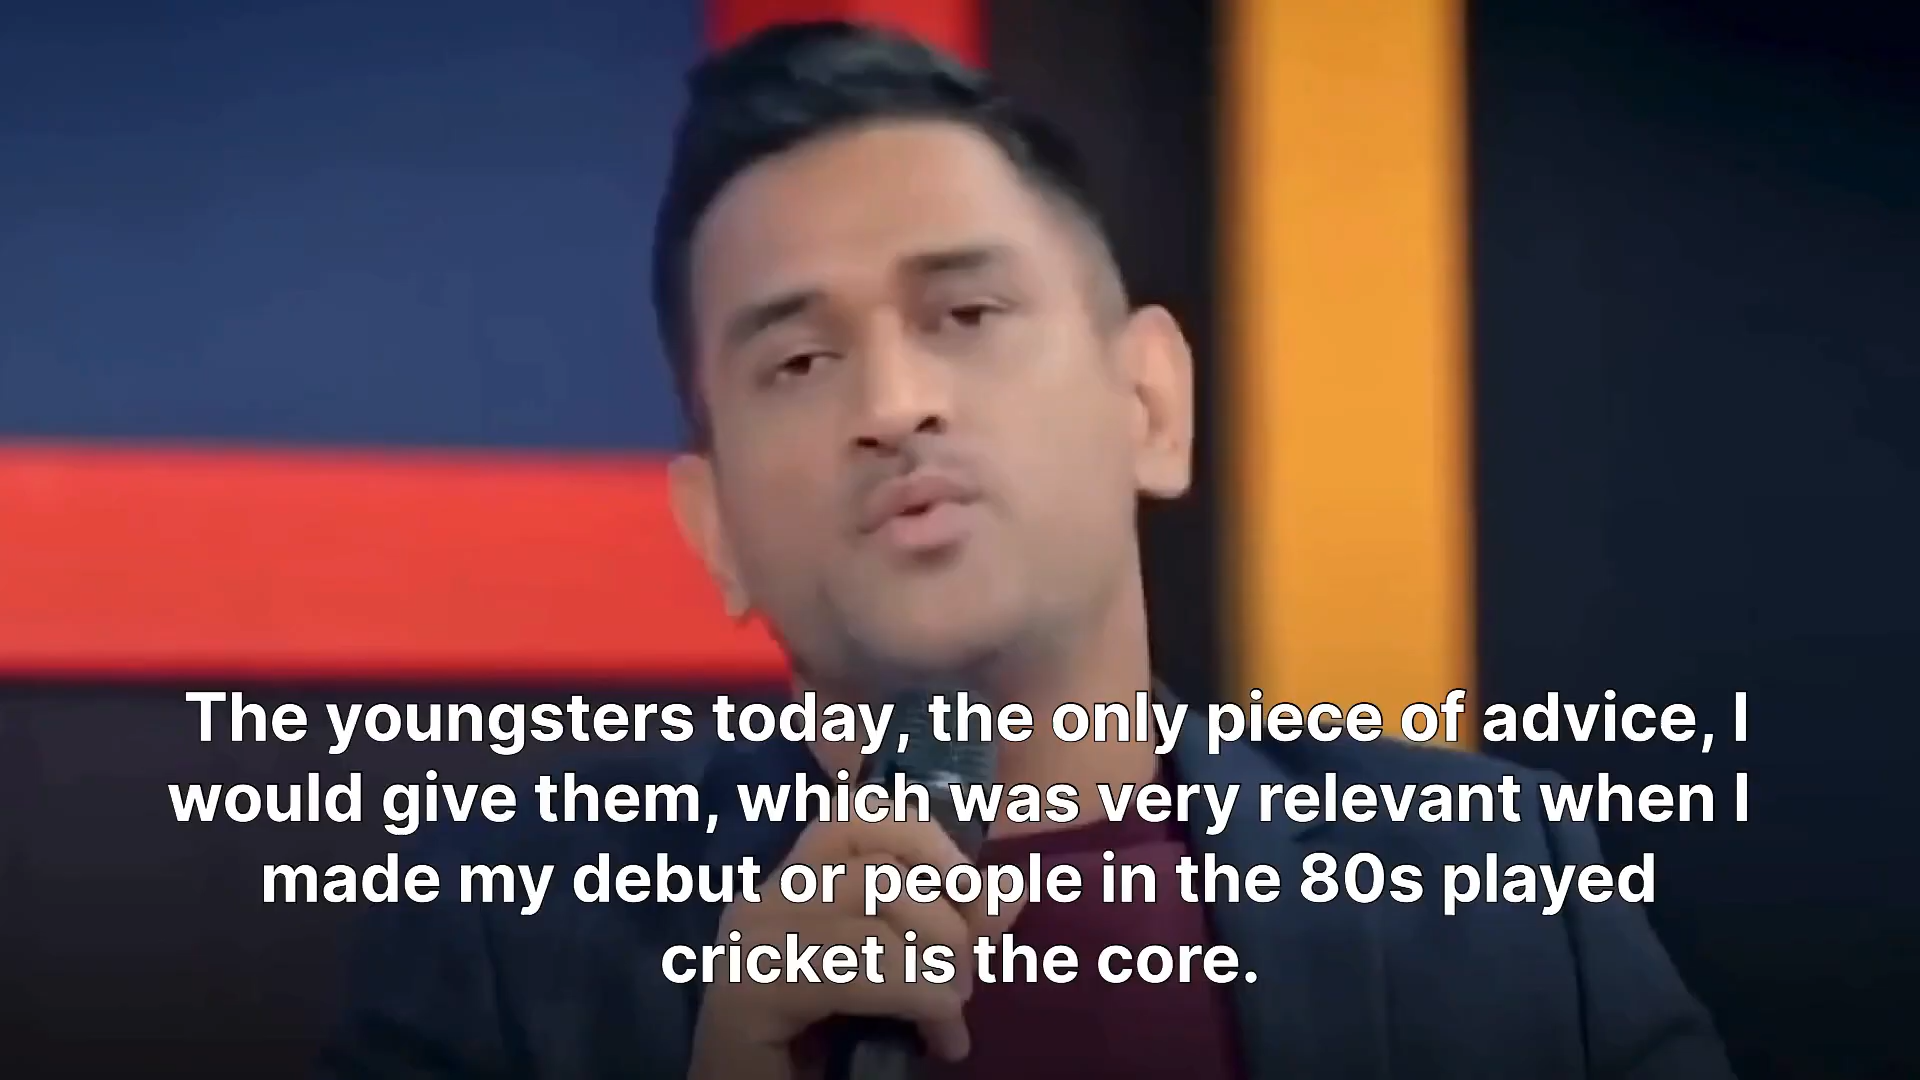 The youngsters today, the only piece of advice, I
would give them, which was very relevant when I
made my debut or people in the 80s played
cricket is the core.